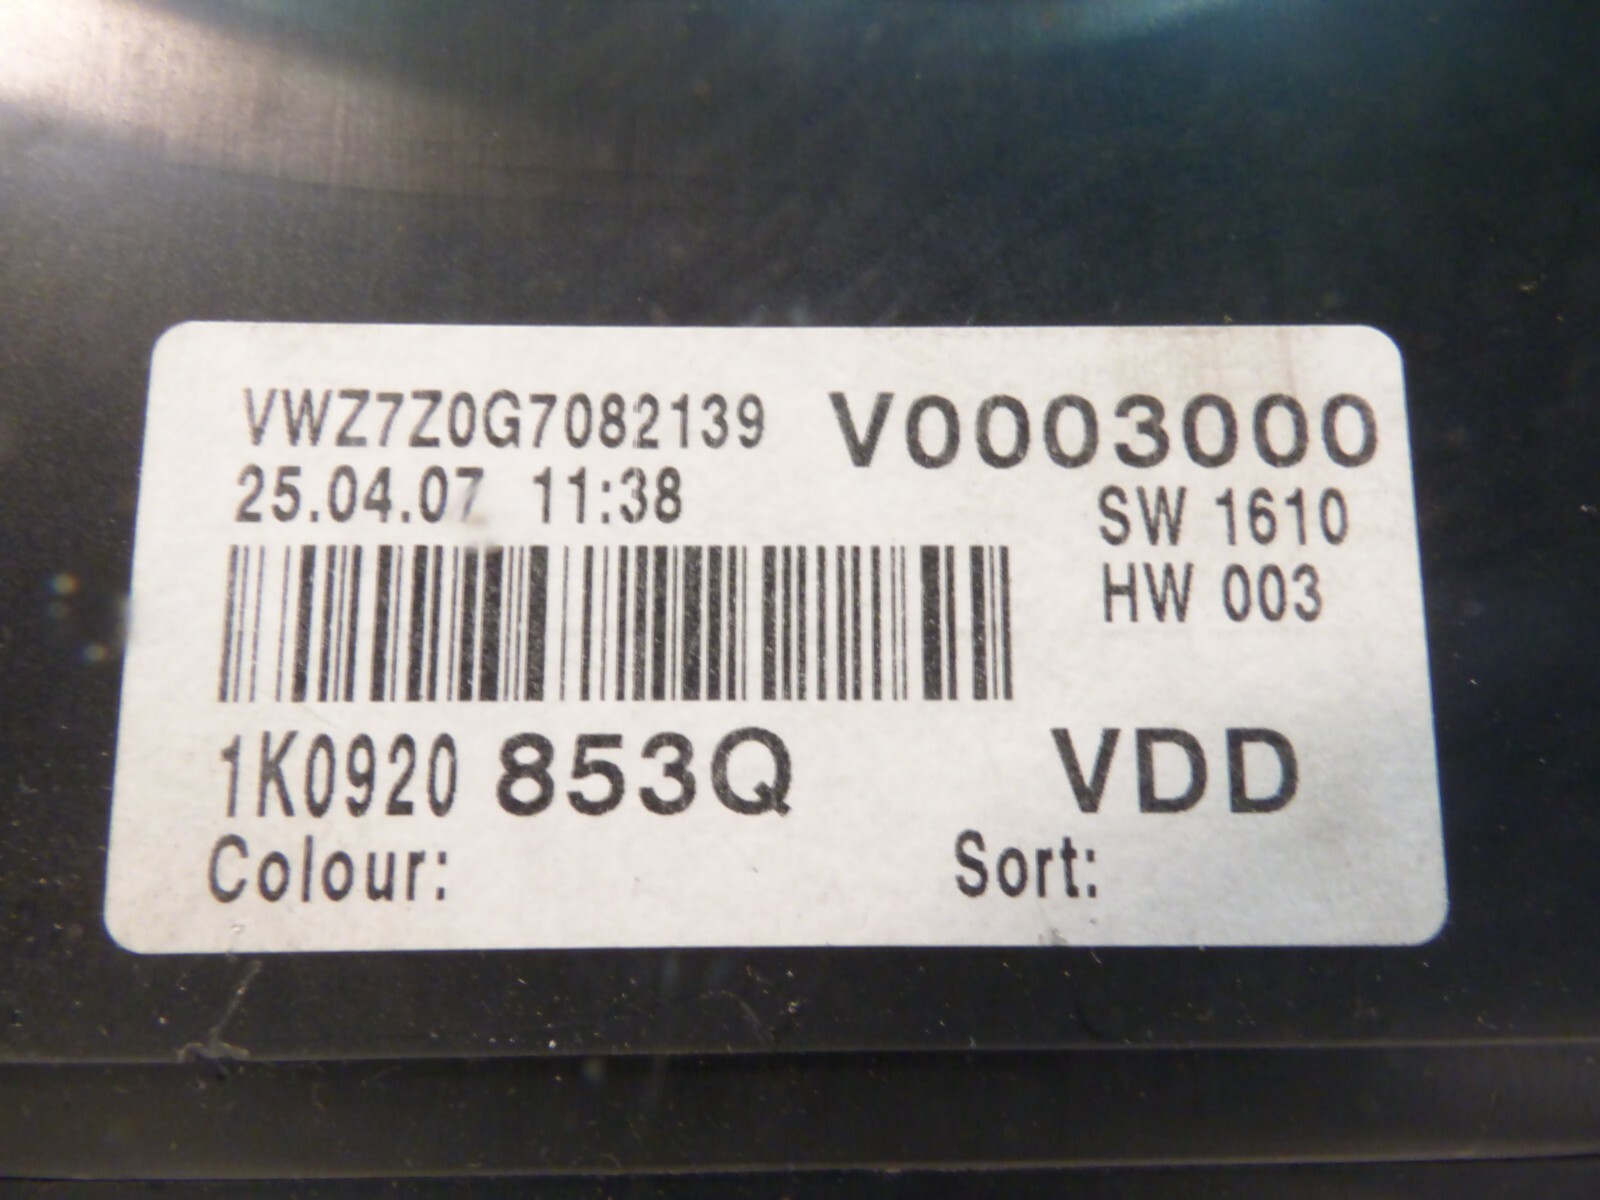 VWZ7Z0G7082139 V0003000
25.04.07 11:38 SW 1610
HW 003
1K0920 853Q VDD
Colour: Sort: